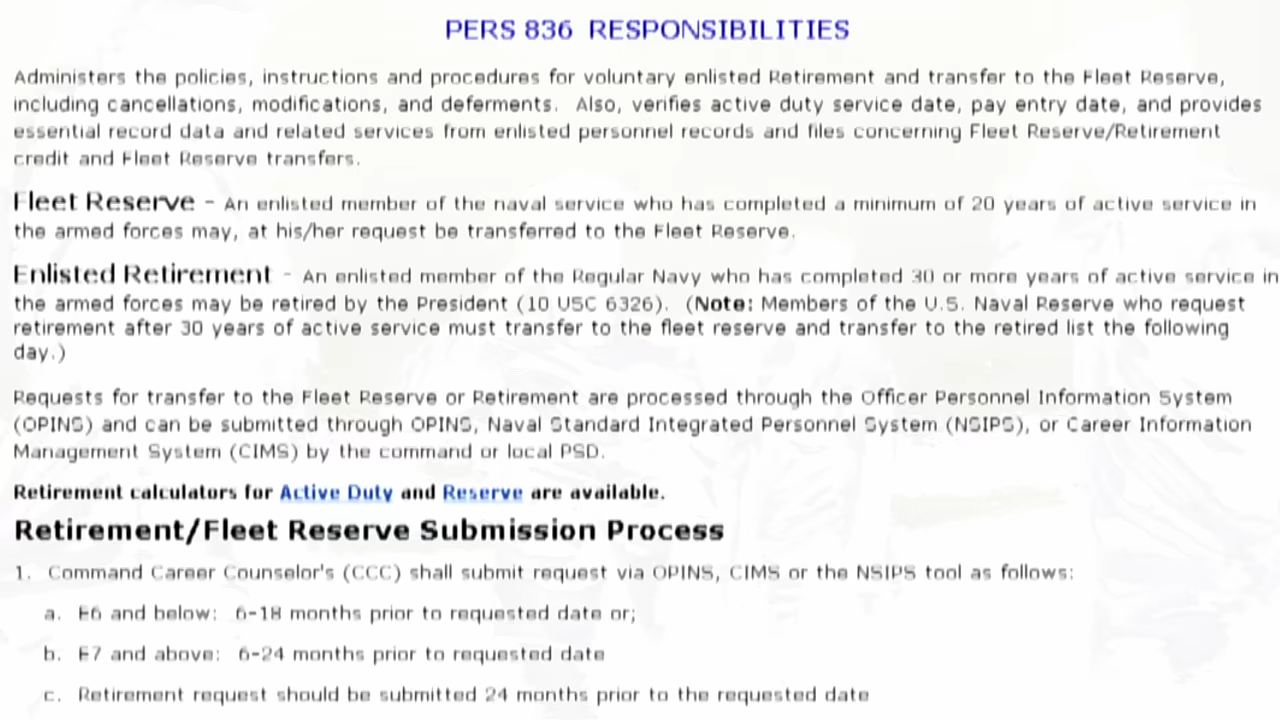 PERS 836 RESPONSIBILITIES
Administers the policies, instructions and procedures for voluntary enlisted Retirement and transfer to the Fleet Reserve,
including cancellations, modifications, and deferments. Also, verifies active duty service date, pay entry date, and provides
essential record data and related services from enlisted personnel records and files concerning Fleet Reserve/Retirement
credit and Fleet Reserve transfers.
Fleet Reserve - An enlisted member of the naval service who has completed a minimum of 20 years of active service in
the armed forces may, at his/her request be transferred to the Fleet Reserve.
Enlisted Retirement - An enlisted member of the Regular Navy who has completed 30 or more years of active service in
the armed forces may be retired by the President (10 USC 6326). (Note: Members of the U.S. Naval Reserve who request
retirement after 30 years of active service must transfer to the fleet reserve and transfer to the retired list the following
day.)
Requests for transfer to the Fleet Reserve or Retirement are processed through the Officer Personnel Information System
(OPINS) and can be submitted through OPINS, Naval Standard Integrated Personnel System (NSIPS), or Career Information
Management System (CIMS) by the command or local PSD.
Retirement calculators for Active Duty and Reserve are available.
Retirement/Fleet Reserve Submission Process
1. Command Career Counselor's (CCC) shall submit request via OPINS, CIMS or the NSIPS tool as follows:
a. E6 and below: 6-18 months prior to requested date or;
b. E7 and above: 6-24 months prior to requested date
c. Retirement request should be submitted 24 months prior to the requested date